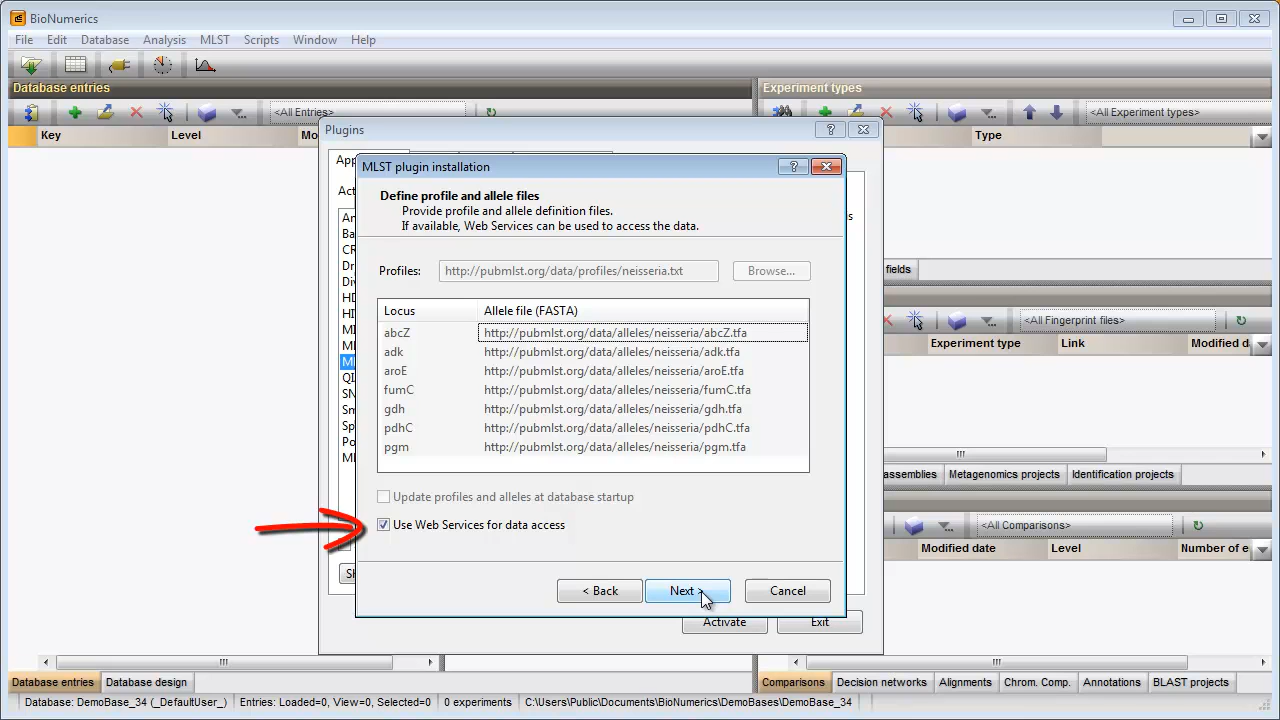 BioNumerics
File Edit Database Analysis MLST Scripts Window Help
Database entries
Experiment types
<All Entries>
<All Experiment types>
Key Level Mo
Type
Plugins
App
Act
MLST plugin installation
Define profile and allele files
Provide profile and allele definition files.
If available, Web Services can be used to access the data.
Profiles: http://pubmlst.org/data/profiles/neisseria.txt Browse...
Locus Allele file (FASTA)
abcZ http://pubmlst.org/data/alleles/neisseria/abcZ.tfa
adk http://pubmlst.org/data/alleles/neisseria/adk.tfa
aroE http://pubmlst.org/data/alleles/neisseria/aroE.tfa
fumC http://pubmlst.org/data/alleles/neisseria/fumC.tfa
gdh http://pubmlst.org/data/alleles/neisseria/gdh.tfa
pdhC http://pubmlst.org/data/alleles/neisseria/pdhC.tfa
pgm http://pubmlst.org/data/alleles/neisseria/pgm.tfa
Update profiles and alleles at database startup
Use Web Services for data access
< Back Next > Cancel
Activate Exit
fields
<All Fingerprint files>
Experiment type Link Modified d
assemblies Metagenomics projects Identification projects
<All Comparisons>
Modified date Level Number of e
Database entries Database design
Comparisons Decision networks Alignments Chrom. Comp. Annotations BLAST projects
Database: DemoBase_34 (_DefaultUser_) Entries: Loaded=0, View=0, Selected=0 0 experiments C:\Users\Public\Documents\BioNumerics\DemoBases\DemoBase_34